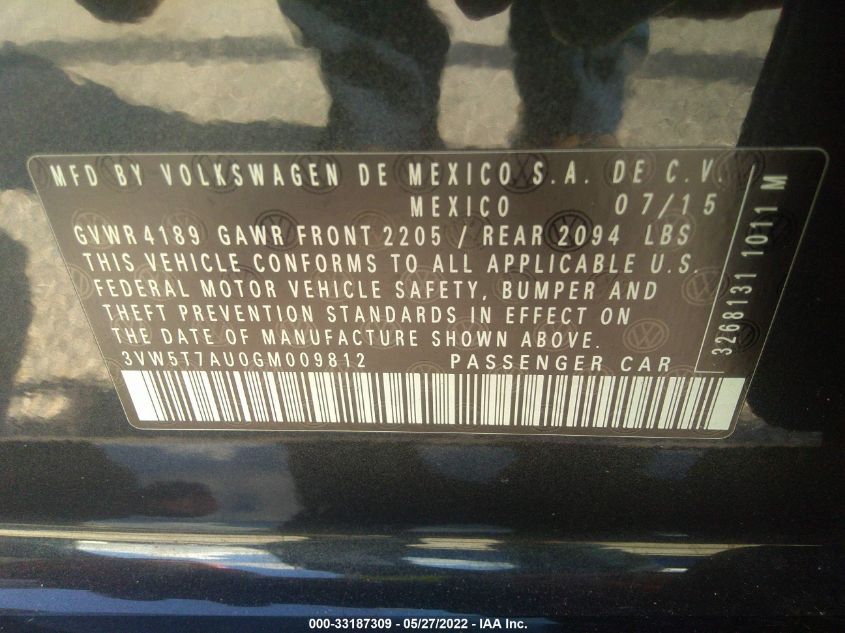 MFD BY VOLKSWAGEN DE MEXICO S.A. DE C.V.
MEXICO 07/15
GVWR 4189 GAWR FRONT 2205 / REAR 2094 LBS
THIS VEHICLE CONFORMS TO ALL APPLICABLE U.S.
FEDERAL MOTOR VEHICLE SAFETY, BUMPER AND
THEFT PREVENTION STANDARDS IN EFFECT ON
THE DATE OF MANUFACTURE SHOWN ABOVE.
3VW5T7AU0GM009812 PASSENGER CAR
3268131 1011 M
000-33187309 - 05/27/2022 - IAA Inc.